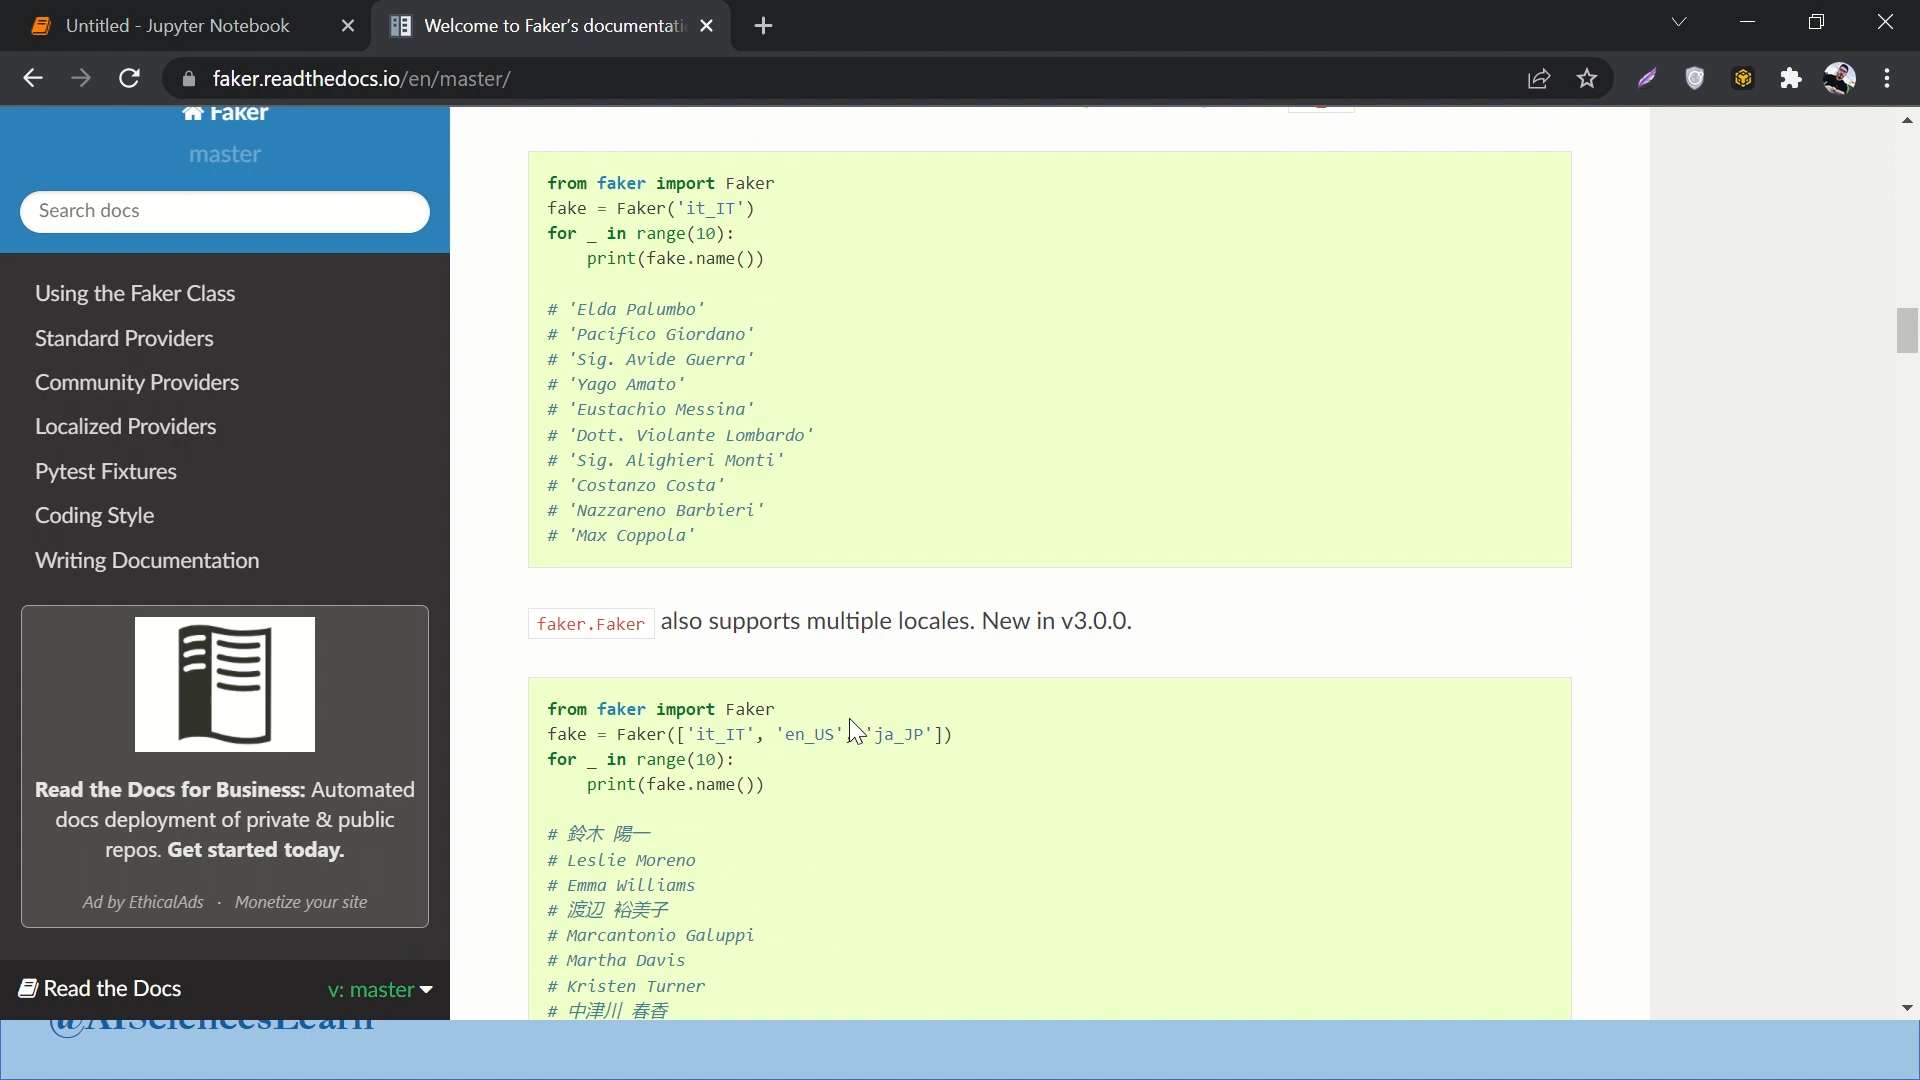 Untitled - Jupyter Notebook
Welcome to Faker's documentati
faker.readthedocs.io/en/master/
Faker
master
Search docs
Using the Faker Class
Standard Providers
Community Providers
Localized Providers
Pytest Fixtures
Coding Style
Writing Documentation
Read the Docs for Business: Automated
docs deployment of private & public
repos. Get started today.
Ad by EthicalAds · Monetize your site
Read the Docs
v: master
from faker import Faker
fake = Faker('it_IT')
for _ in range(10):
    print(fake.name())
# 'Elda Palumbo'
# 'Pacifico Giordano'
# 'Sig. Avide Guerra'
# 'Yago Amato'
# 'Eustachio Messina'
# 'Dott. Violante Lombardo'
# 'Sig. Alighieri Monti'
# 'Costanzo Costa'
# 'Nazzareno Barbieri'
# 'Max Coppola'
faker.Faker also supports multiple locales. New in v3.0.0.
from faker import Faker
fake = Faker(['it_IT', 'en_US', 'ja_JP'])
for _ in range(10):
    print(fake.name())
# 鈴木 陽一
# Leslie Moreno
# Emma Williams
# 渡辺 裕美子
# Marcantonio Galuppi
# Martha Davis
# Kristen Turner
# 中津川 春香
@AISciencesLearn